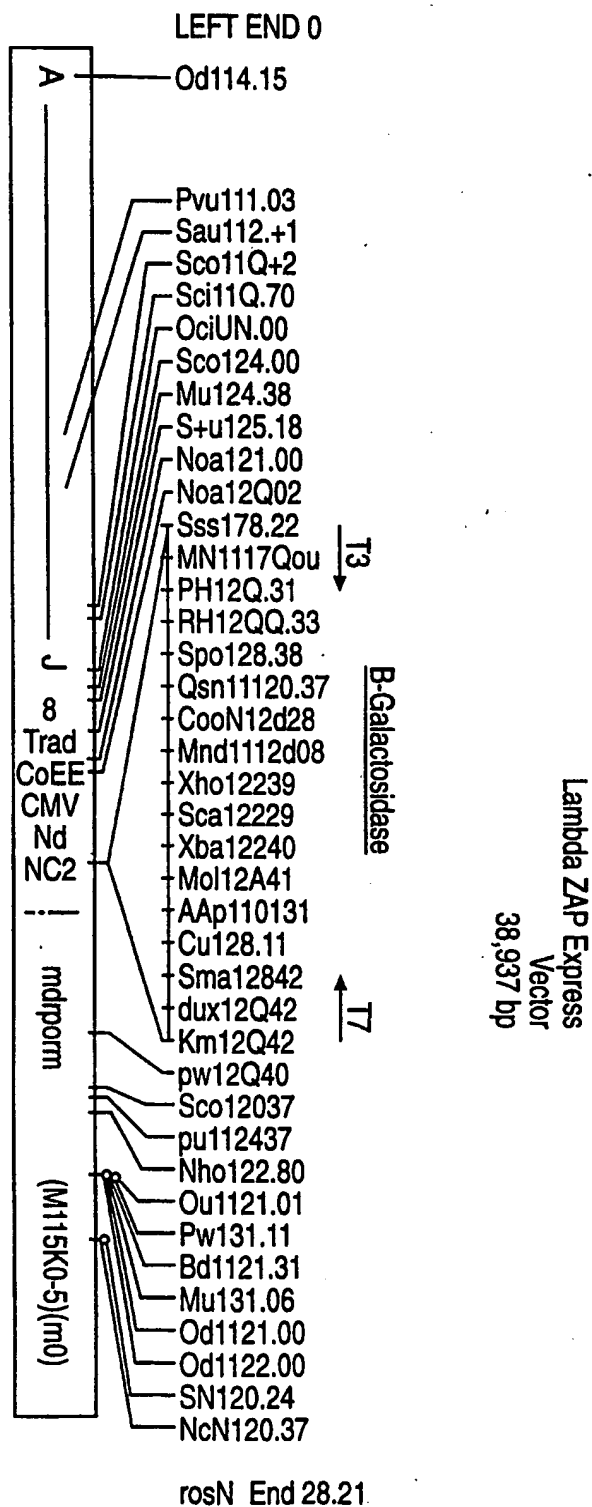 LEFT END 0
A
Od114.15
Pvu111.03
Sau112.+1
Sco11Q+2
Sci11Q.70
OciUN.00
Sco124.00
Mu124.38
S+u125.18
Noa121.00
Noa12Q02
Sss178.22
MN1117Qou
PH12Q.31
RH12QQ.33
Spo128.38
Qsn11120.37
CooN12d28
Mnd1112d08
Xho12239
Sca12229
Xba12240
Mol12A41
AAp110131
Cu128.11
Sma12842
dux12Q42
Km12Q42
pw12Q40
Sco12037
pu112437
Nho122.80
Ou1121.01
Pw131.11
Bd1121.31
Mu131.06
Od1121.00
Od1122.00
SN120.24
NcN120.37
rosN End 28.21
J
8
Trad
CoEE
CMV
Nd
NC2
mdrporm
(M115K0-5)(m0)
T3
B-Galactosidase
T7
Lambda ZAP Express
Vector
38,937 bp